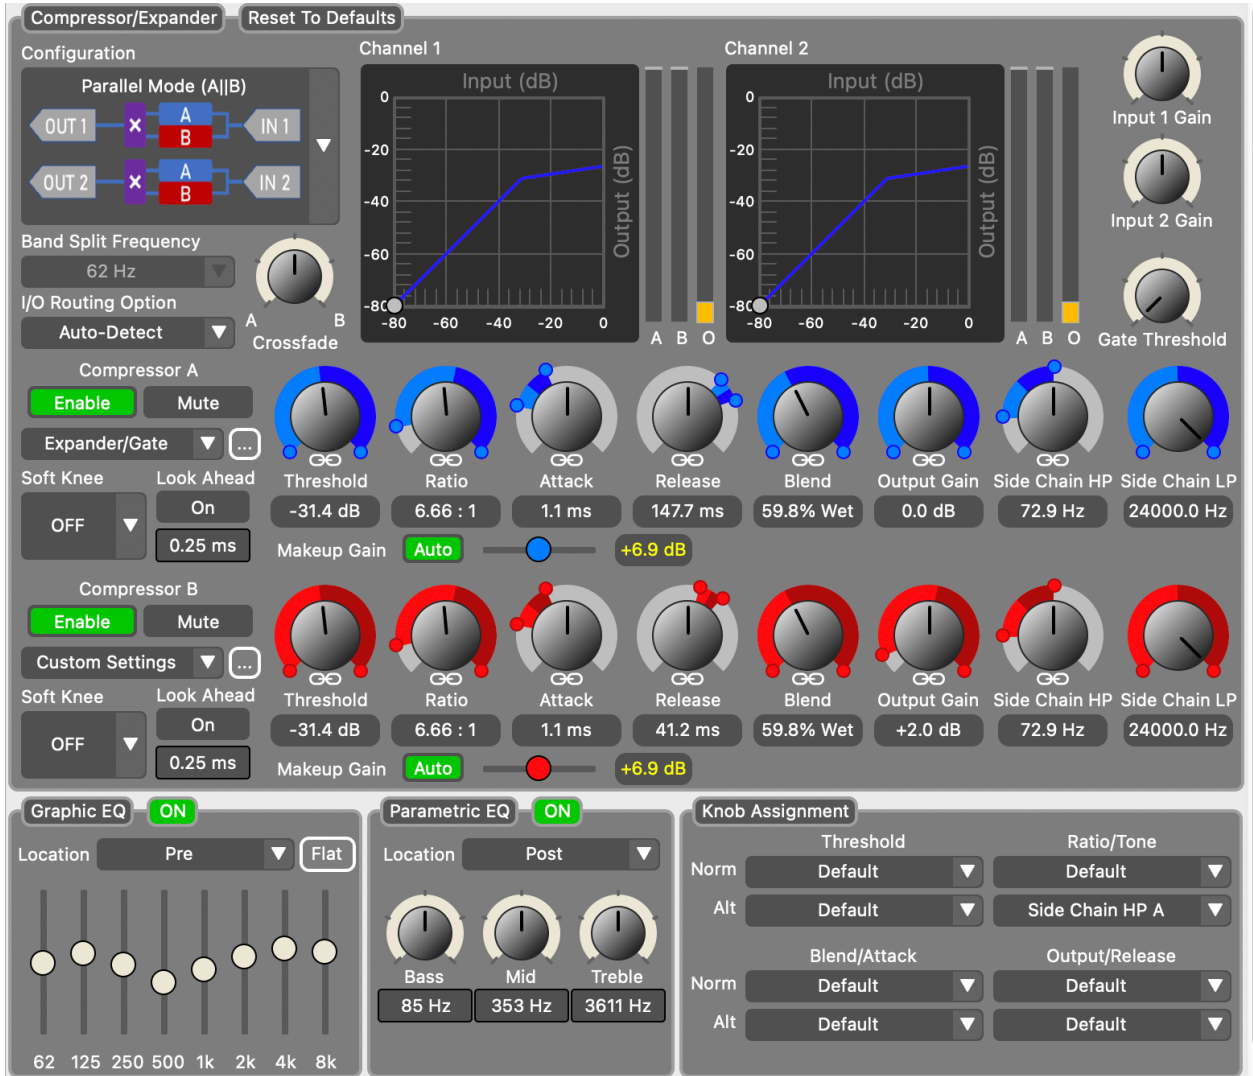 Compressor/Expander
Reset To Defaults
Configuration
Channel 1
Channel 2
Parallel Mode (A||B)
OUT 1
×
A
B
IN 1
OUT 2
×
A
B
IN 2
Input (dB)
Output (dB)
0
-20
-40
-60
-80
-80 -60 -40 -20 0
A B O
Input (dB)
Output (dB)
0
-20
-40
-60
-80
-80 -60 -40 -20 0
A B O
Input 1 Gain
Input 2 Gain
Gate Threshold
Band Split Frequency
62 Hz
I/O Routing Option
Auto-Detect
A B
Crossfade
Compressor A
Enable Mute
Expander/Gate ...
Soft Knee Look Ahead
OFF On
0.25 ms
Threshold Ratio Attack Release Blend Output Gain Side Chain HP Side Chain LP
-31.4 dB 6.66 : 1 1.1 ms 147.7 ms 59.8% Wet 0.0 dB 72.9 Hz 24000.0 Hz
Makeup Gain Auto +6.9 dB
Compressor B
Enable Mute
Custom Settings ...
Soft Knee Look Ahead
OFF On
0.25 ms
Threshold Ratio Attack Release Blend Output Gain Side Chain HP Side Chain LP
-31.4 dB 6.66 : 1 1.1 ms 41.2 ms 59.8% Wet +2.0 dB 72.9 Hz 24000.0 Hz
Makeup Gain Auto +6.9 dB
Graphic EQ ON
Location Pre Flat
62 125 250 500 1k 2k 4k 8k
Parametric EQ ON
Location Post
Bass Mid Treble
85 Hz 353 Hz 3611 Hz
Knob Assignment
Threshold Ratio/Tone
Norm Default Default
Alt Default Side Chain HP A
Blend/Attack Output/Release
Norm Default Default
Alt Default Default